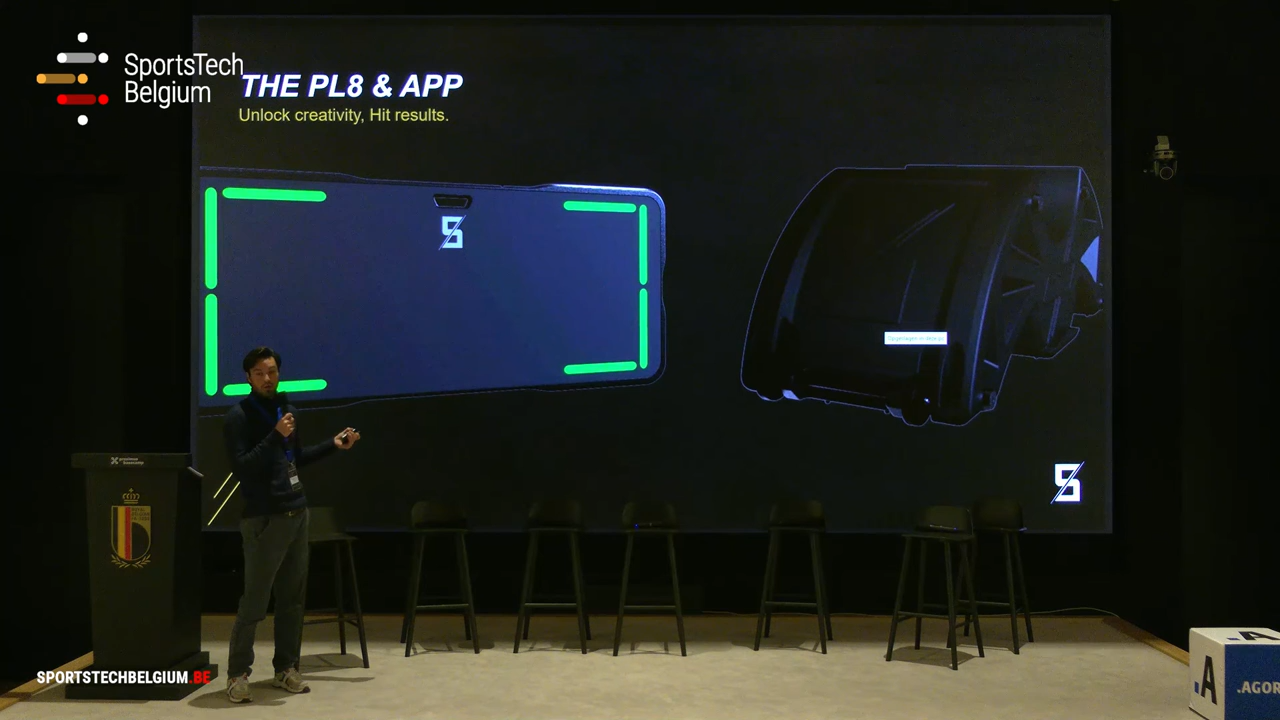 SportsTech
Belgium
THE PL8 & APP
Unlock creativity, Hit results.
SPORTSTECHBELGIUM.BE
.A
.A
.AGOR